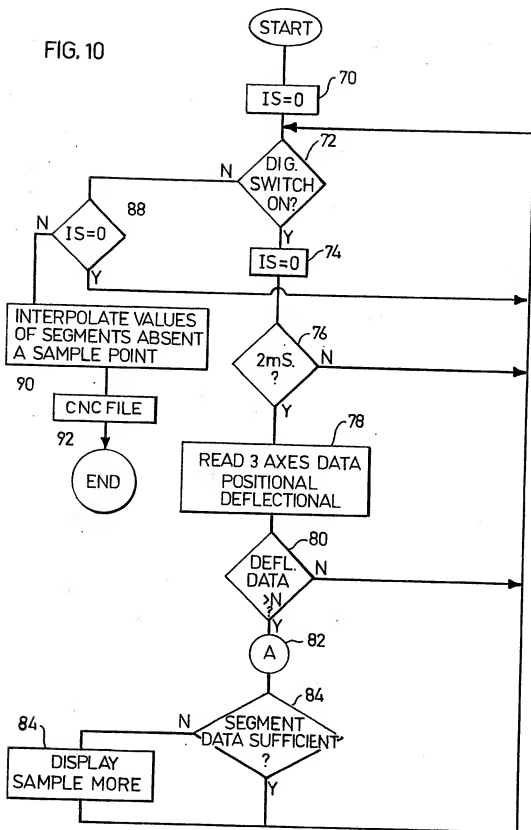 FIG. 10
START
IS=0
70
72
DIG.
SWITCH
ON?
N
Y
88
N
IS=0
Y
IS=0
74
INTERPOLATE VALUES
OF SEGMENTS ABSENT
A SAMPLE POINT
76
2mS.
?
N
Y
90
CNC FILE
92
END
78
READ 3 AXES DATA
POSITIONAL
DEFLECTIONAL
80
DEFL.
DATA
>N
?
N
Y
A
82
84
N
SEGMENT
DATA SUFFICIENT
?
Y
84
DISPLAY
SAMPLE MORE